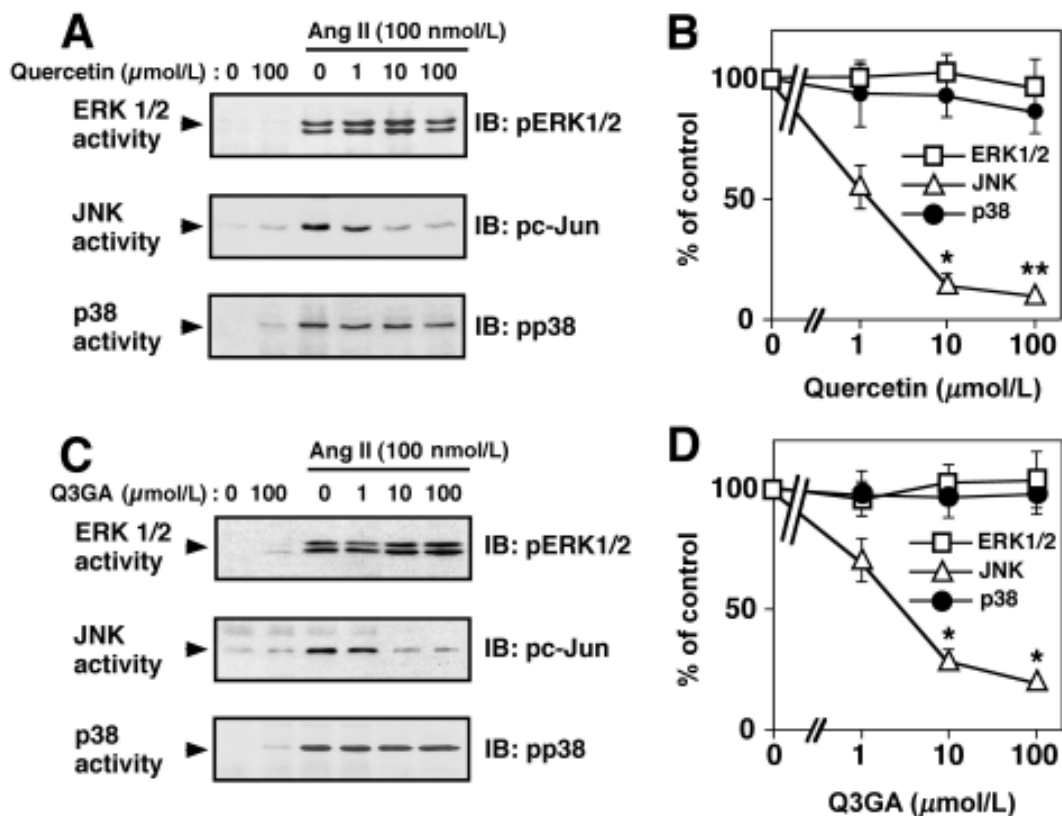 A
Ang II (100 nmol/L)
Quercetin (µmol/L) : 0 100 0 1 10 100
ERK 1/2 activity
IB: pERK1/2
JNK activity
IB: pc-Jun
p38 activity
IB: pp38
B
% of control
100
50
0
ERK1/2
JNK
p38
*
**
0 1 10 100
Quercetin (µmol/L)
C
Ang II (100 nmol/L)
Q3GA (µmol/L) : 0 100 0 1 10 100
ERK 1/2 activity
IB: pERK1/2
JNK activity
IB: pc-Jun
p38 activity
IB: pp38
D
% of control
100
50
0
ERK1/2
JNK
p38
*
*
0 1 10 100
Q3GA (µmol/L)